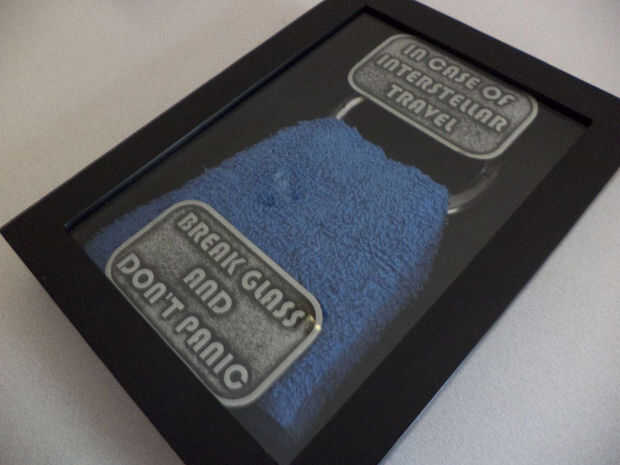 IN CASE OF
INTERSTELLAR
TRAVEL
BREAK GLASS
AND
DON'T PANIC